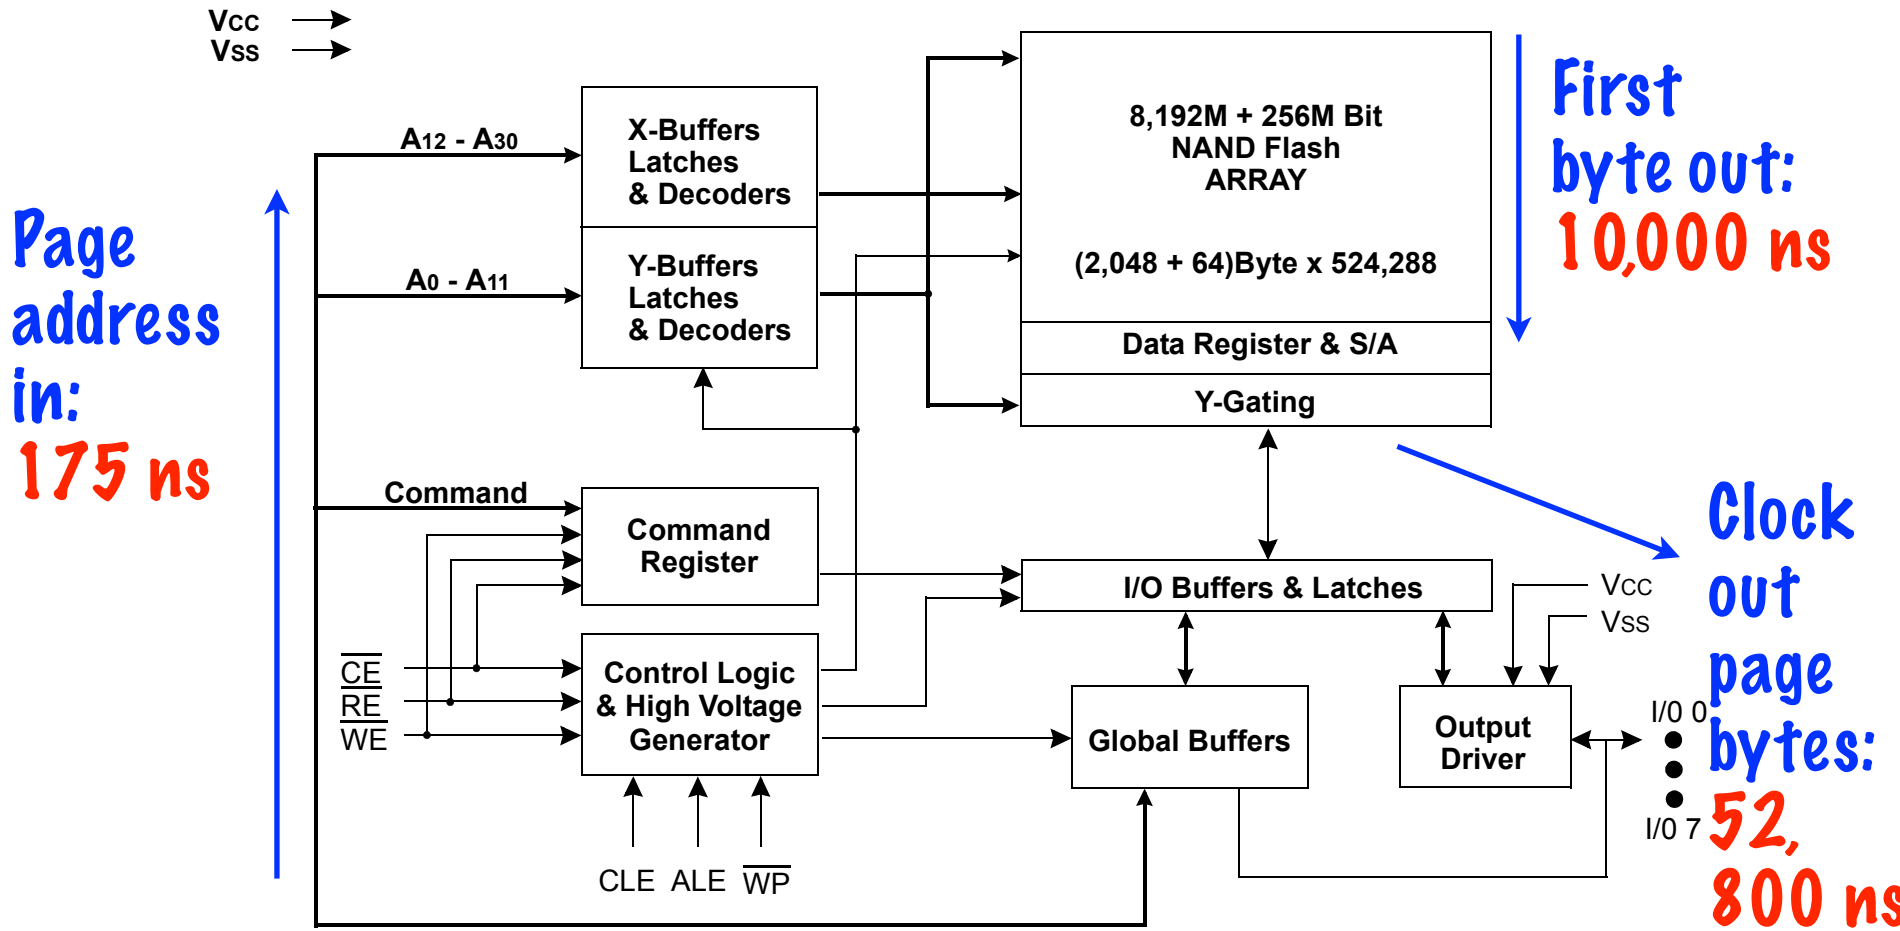 Vcc
Vss
Page
address
in:
175 ns
A12 - A30
A0 - A11
X-Buffers
Latches
& Decoders
Y-Buffers
Latches
& Decoders
8,192M + 256M Bit
NAND Flash
ARRAY
(2,048 + 64)Byte x 524,288
Data Register & S/A
Y-Gating
First
byte out:
10,000 ns
Command
Command
Register
CE
RE
WE
Control Logic
& High Voltage
Generator
CLE ALE WP
I/O Buffers & Latches
Global Buffers
Output
Driver
VCC
VSS
I/0 0
I/0 7
Clock
out
page
bytes:
52,
800 ns